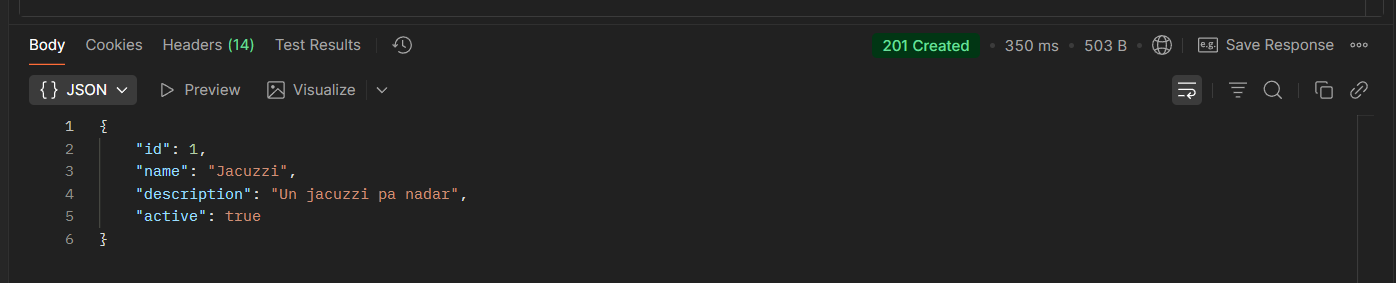 Body Cookies Headers (14) Test Results 201 Created • 350 ms • 503 B • e.g. Save Response
{} JSON Preview Visualize
1 {
2 "id": 1,
3 "name": "Jacuzzi",
4 "description": "Un jacuzzi pa nadar",
5 "active": true
6 }